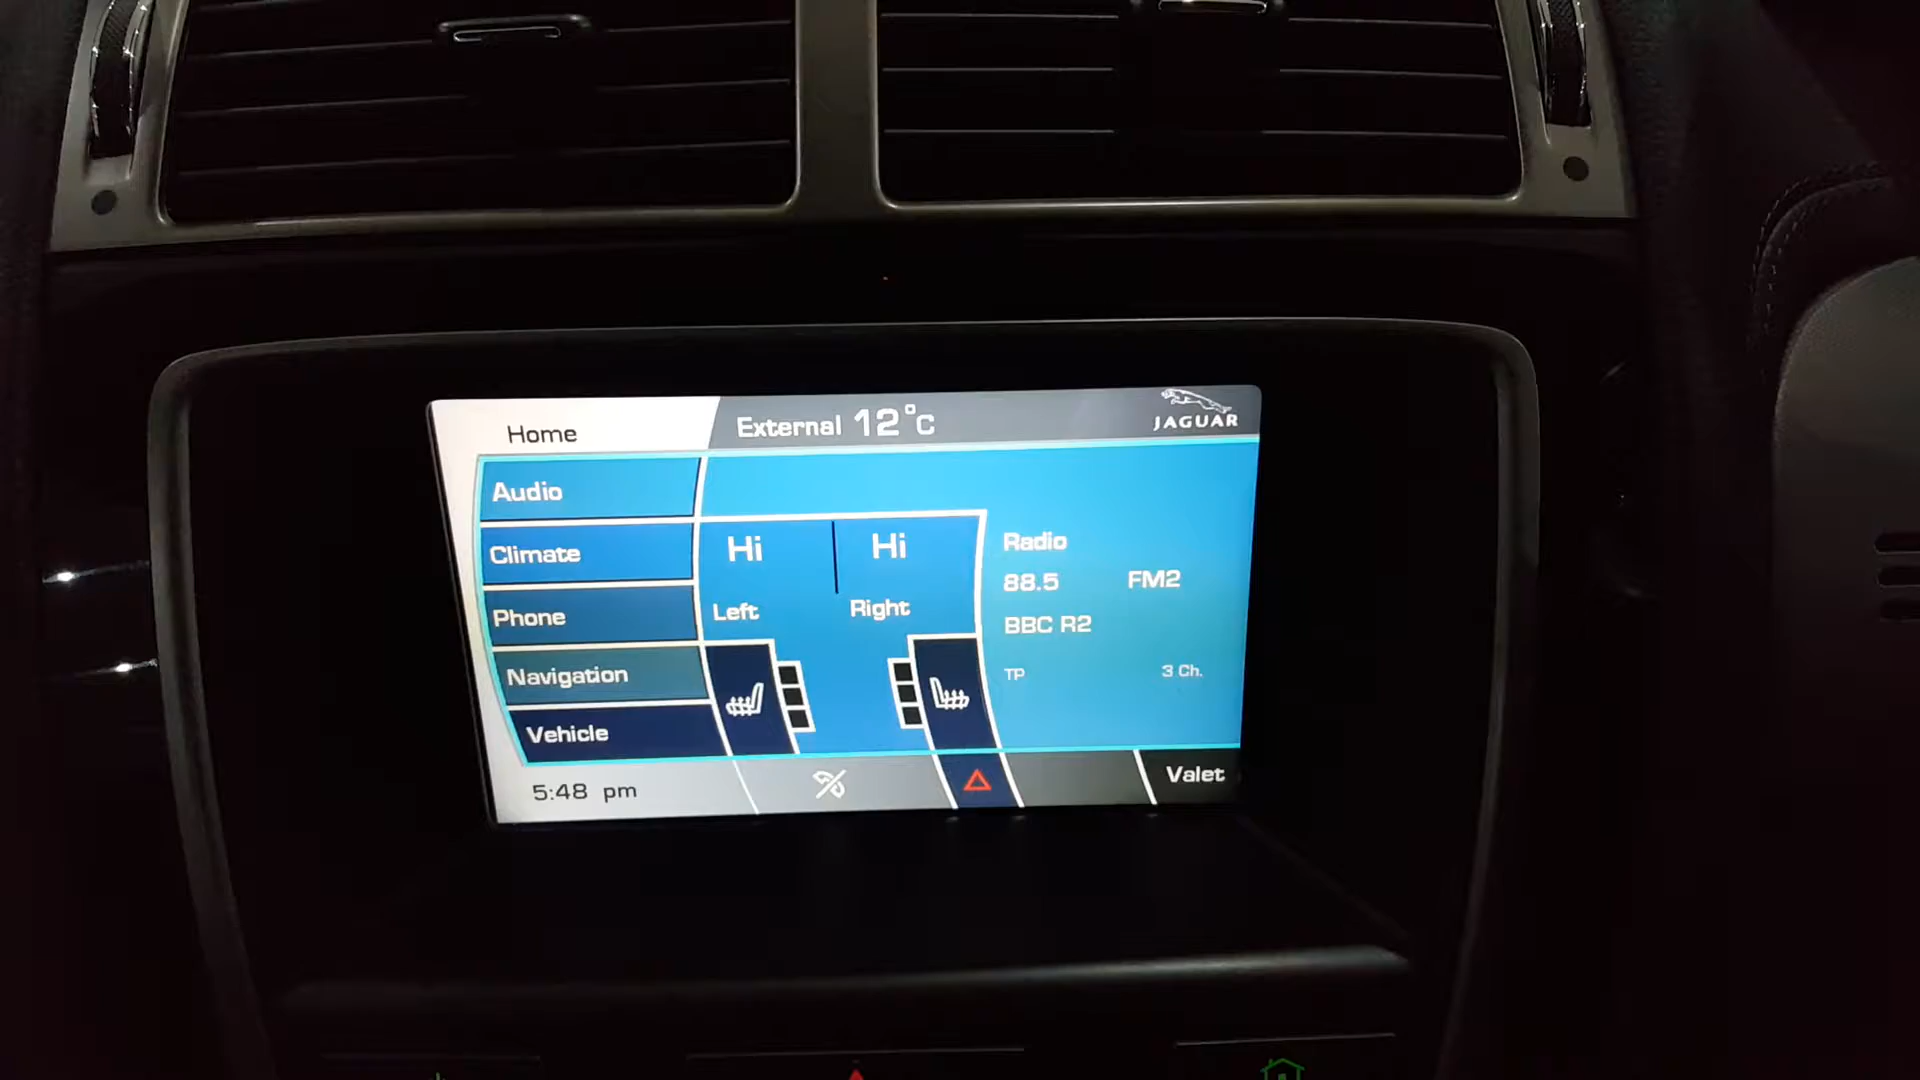 Home
External 12°C
JAGUAR
Audio
Climate
Phone
Navigation
Vehicle
Hi
Hi
Left
Right
Radio
88.5 FM2
BBC R2
TP 3 Ch.
5:48 pm
Valet